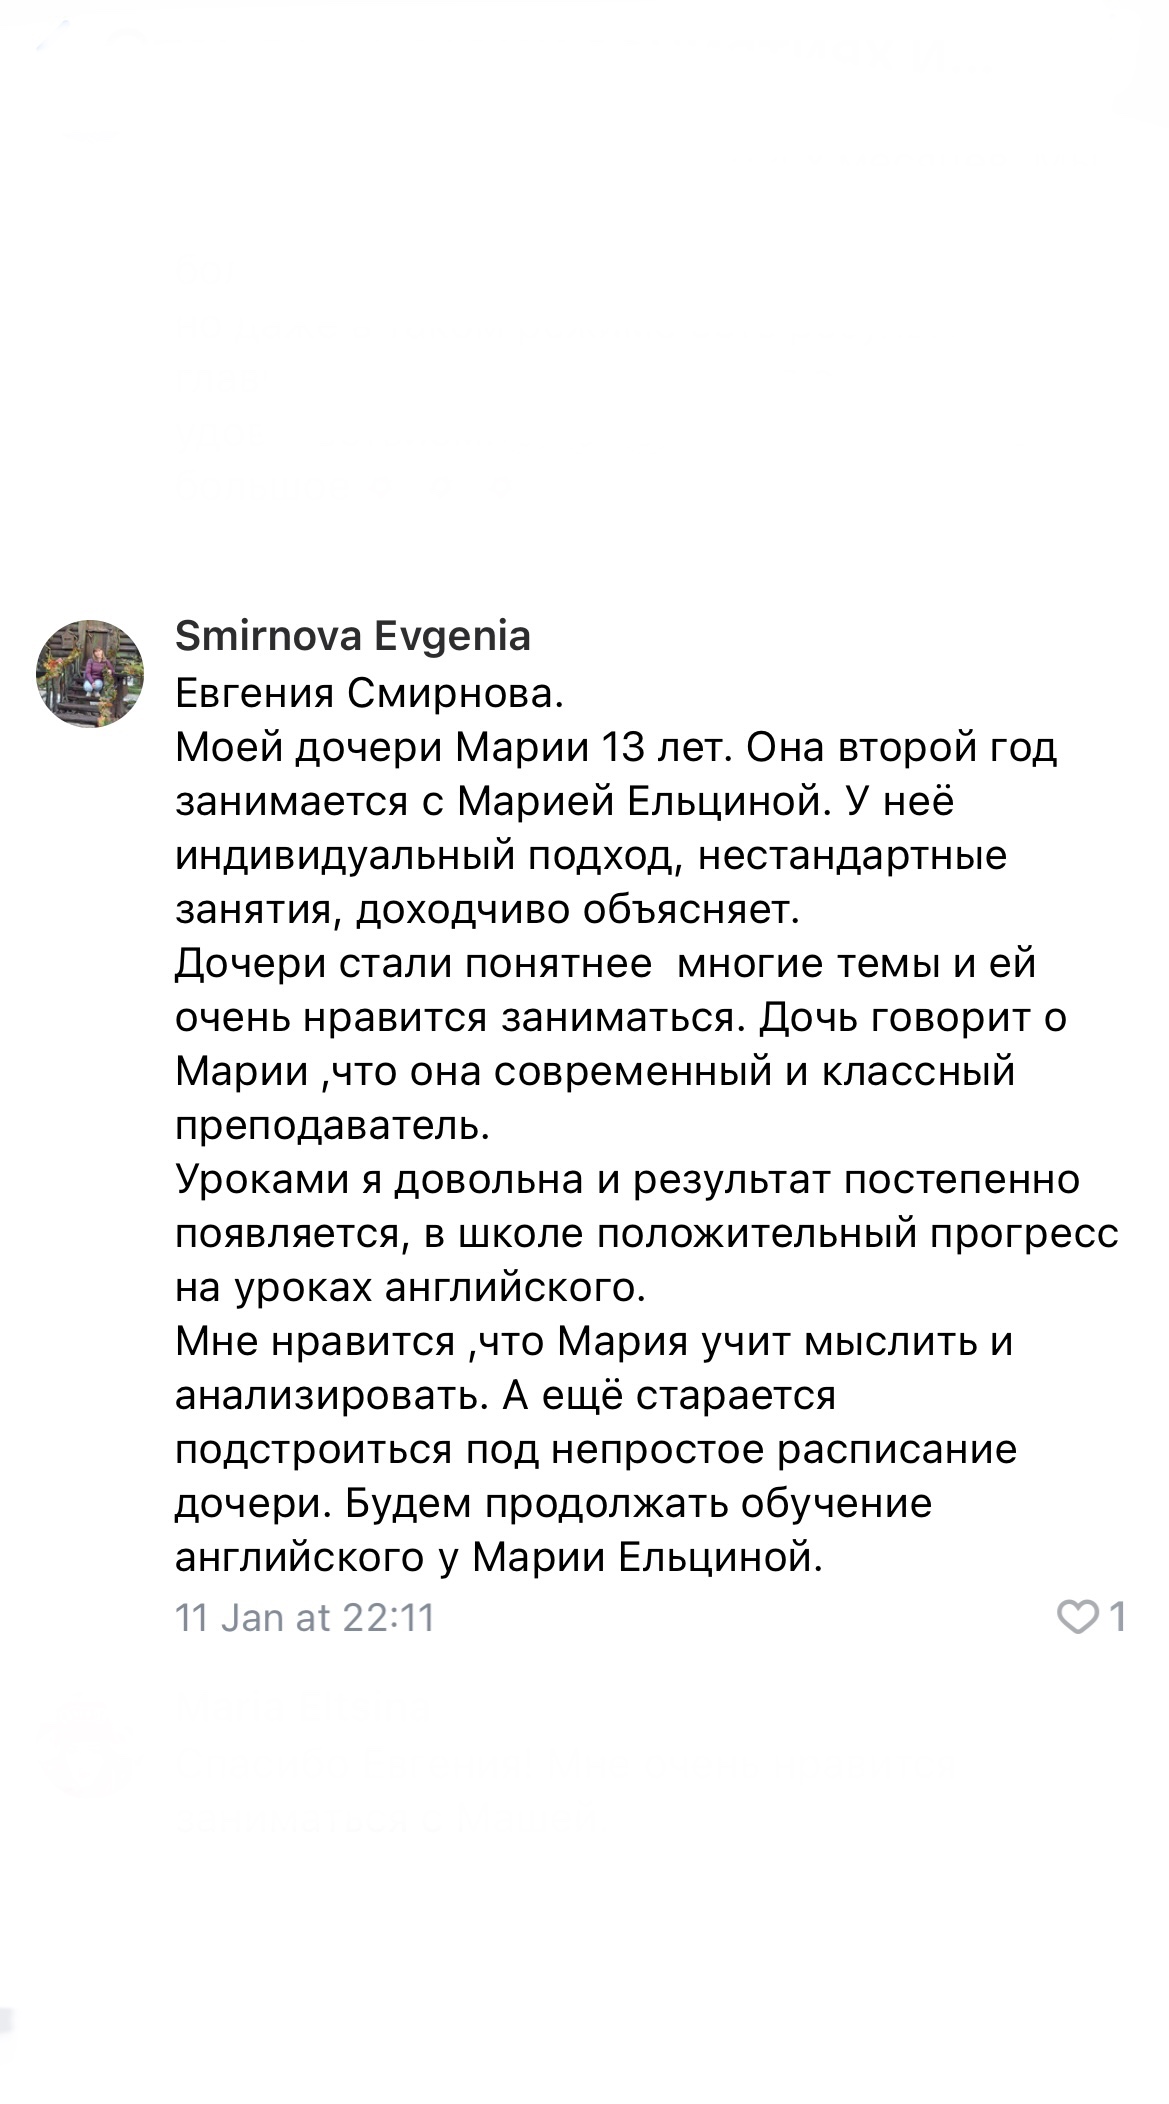 Smirnova Evgenia
Евгения Смирнова.
Моей дочери Марии 13 лет. Она второй год
занимается с Марией Ельциной. У неё
индивидуальный подход, нестандартные
занятия, доходчиво объясняет.
Дочери стали понятнее  многие темы и ей
очень нравится заниматься. Дочь говорит о
Марии ,что она современный и классный
преподаватель.
Уроками я довольна и результат постепенно
появляется, в школе положительный прогресс
на уроках английского.
Мне нравится ,что Мария учит мыслить и
анализировать. А ещё старается
подстроиться под непростое расписание
дочери. Будем продолжать обучение
английского у Марии Ельциной.
11 Jan at 22:11
1